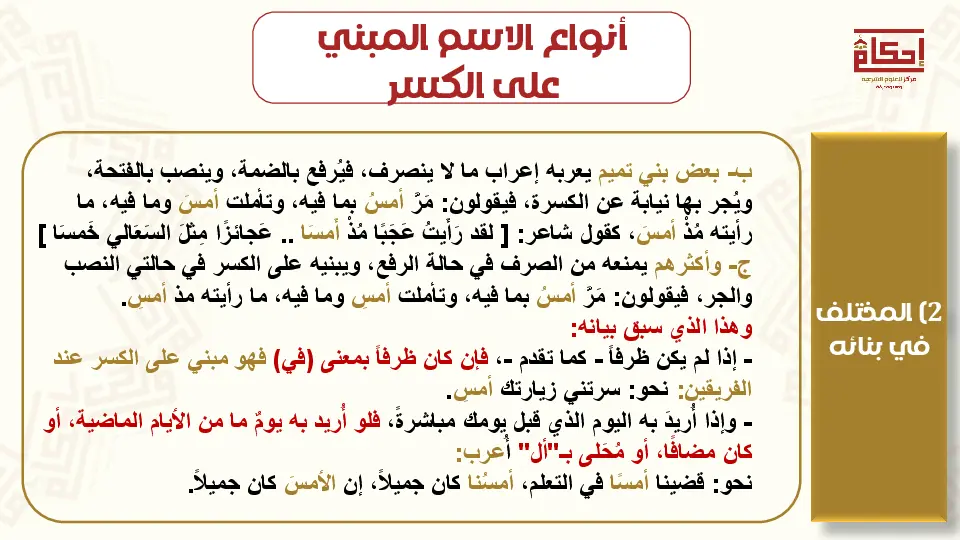 أنواع الاسم المبني
على الكسر
إحكام
مركز للعلوم الشرعية
ب- بعض بني تميم يعربه إعراب ما لا ينصرف، فيُرفع بالضمة، وينصب بالفتحة،
ويُجر بها نيابة عن الكسرة، فيقولون: مَرَّ أمسُ بما فيه، وتأملت أمسَ وما فيه، ما
رأيته مُذْ أمسَ، كقول شاعر: [ لقد رَأَيتُ عَجَبًا مُذْ أَمسَا .. عَجائزًا مِثْلَ السَعَالي خَمسَا ]
ج- وأكثرهم يمنعه من الصرف في حالة الرفع، ويبنيه على الكسر في حالتي النصب
والجر، فيقولون: مَرَّ أمسُ بما فيه، وتأملت أمسِ وما فيه، ما رأيته مذ أمسِ.
وهذا الذي سبق بيانه:
- إذا لم يكن ظرفاً - كما تقدم -، فإن كان ظرفاً بمعنى (في) فهو مبني على الكسر عند
الفريقين: نحو: سرتني زيارتك أمسِ.
- وإذا أُريدَ به اليوم الذي قبل يومك مباشرةً، فلو أُريد به يومٌ ما من الأيام الماضية، أو
كان مضافًا، أو مُحَلى بـ"أل" أُعرب:
نحو: قضينا أمسًا في التعلم، أمسُنا كان جميلاً، إن الأمسَ كان جميلاً.
2) المختلف
في بنائه